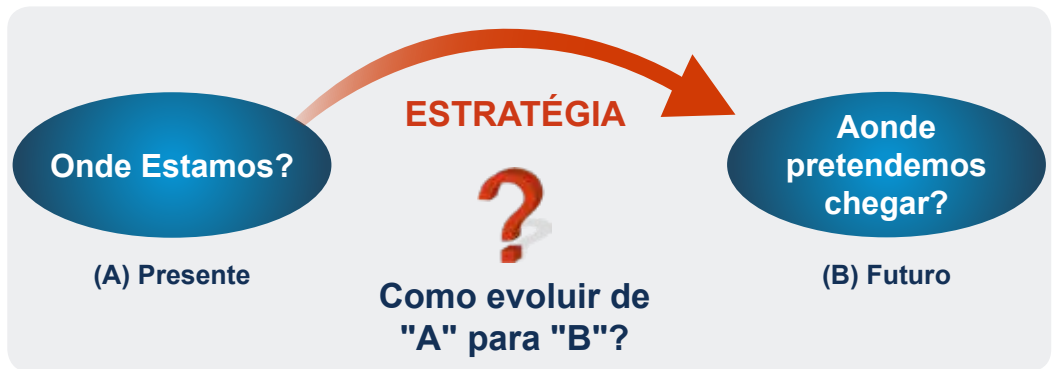 ESTRATÉGIA
Onde Estamos?
Aonde
pretendemos
chegar?
?
(A) Presente
(B) Futuro
Como evoluir de
"A" para "B"?